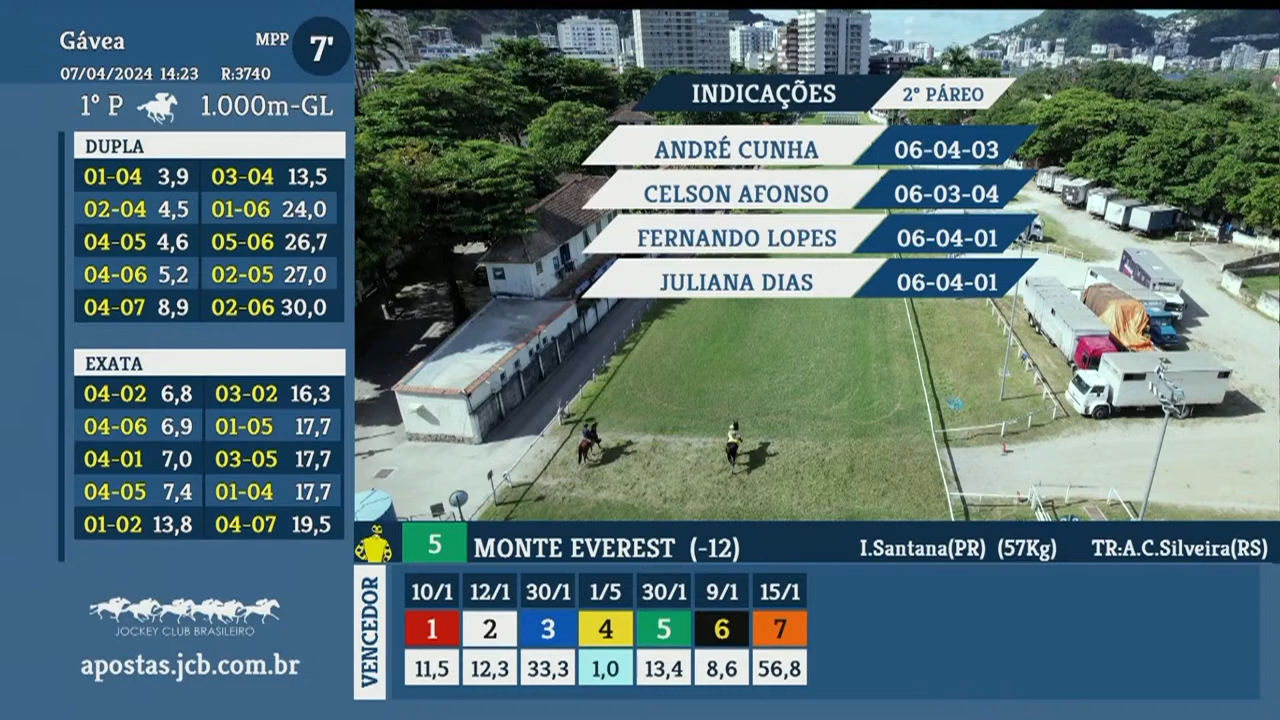 Gávea
MPP 7'
07/04/2024 14:23 R:3740
1° P 1.000m-GL
DUPLA
01-04 3,9 03-04 13,5
02-04 4,5 01-06 24,0
04-05 4,6 05-06 26,7
04-06 5,2 02-05 27,0
04-07 8,9 02-06 30,0
EXATA
04-02 6,8 03-02 16,3
04-06 6,9 01-05 17,7
04-01 7,0 03-05 17,7
04-05 7,4 01-04 17,7
01-02 13,8 04-07 19,5
JOCKEY CLUB BRASILEIRO
apostas.jcb.com.br
INDICAÇÕES 2° PÁREO
ANDRÉ CUNHA 06-04-03
CELSON AFONSO 06-03-04
FERNANDO LOPES 06-04-01
JULIANA DIAS 06-04-01
5 MONTE EVEREST (-12) I.Santana(PR) (57Kg) TR:A.C.Silveira(RS)
VENCEDOR
10/1 12/1 30/1 1/5 30/1 9/1 15/1
1 2 3 4 5 6 7
11,5 12,3 33,3 1,0 13,4 8,6 56,8